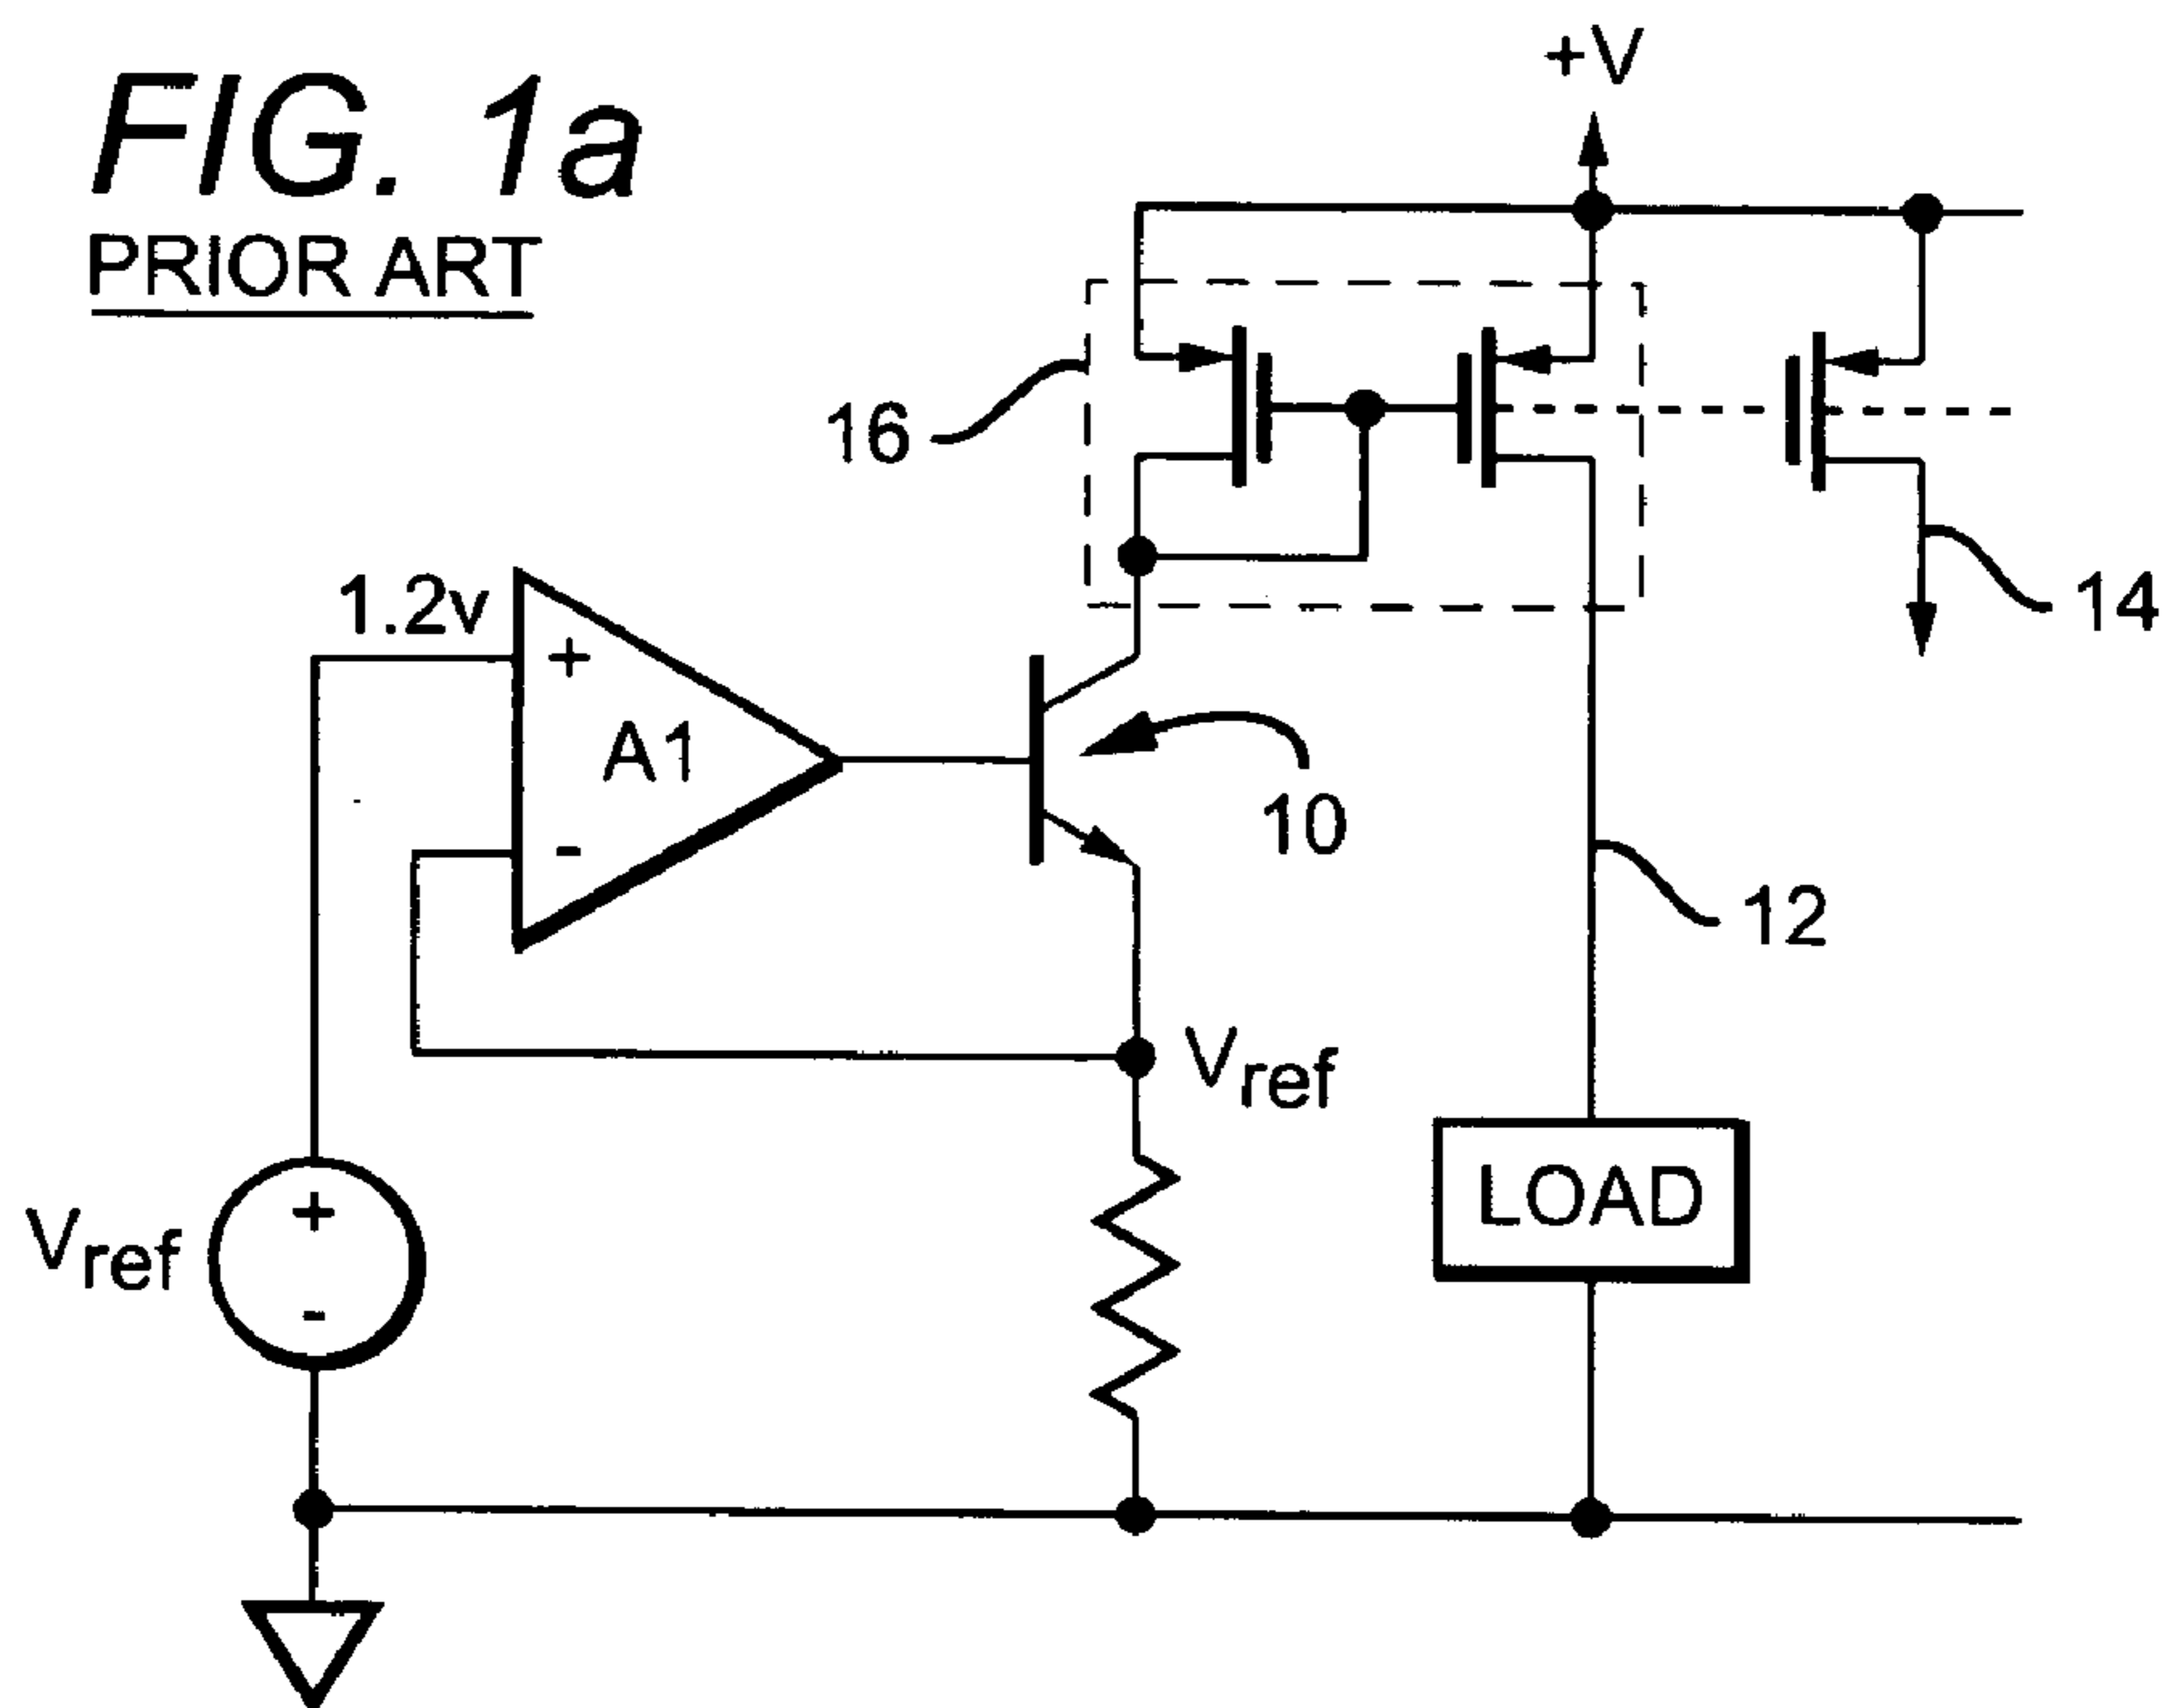 FIG. 1a
PRIOR ART
+V
16
14
1.2v
+
A1
-
10
12
Vref
Vref
+
-
LOAD